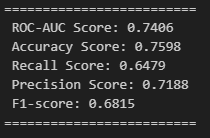 =========================
ROC-AUC Score: 0.7406
Accuracy Score: 0.7598
Recall Score: 0.6479
Precision Score: 0.7188
F1-score: 0.6815
=========================